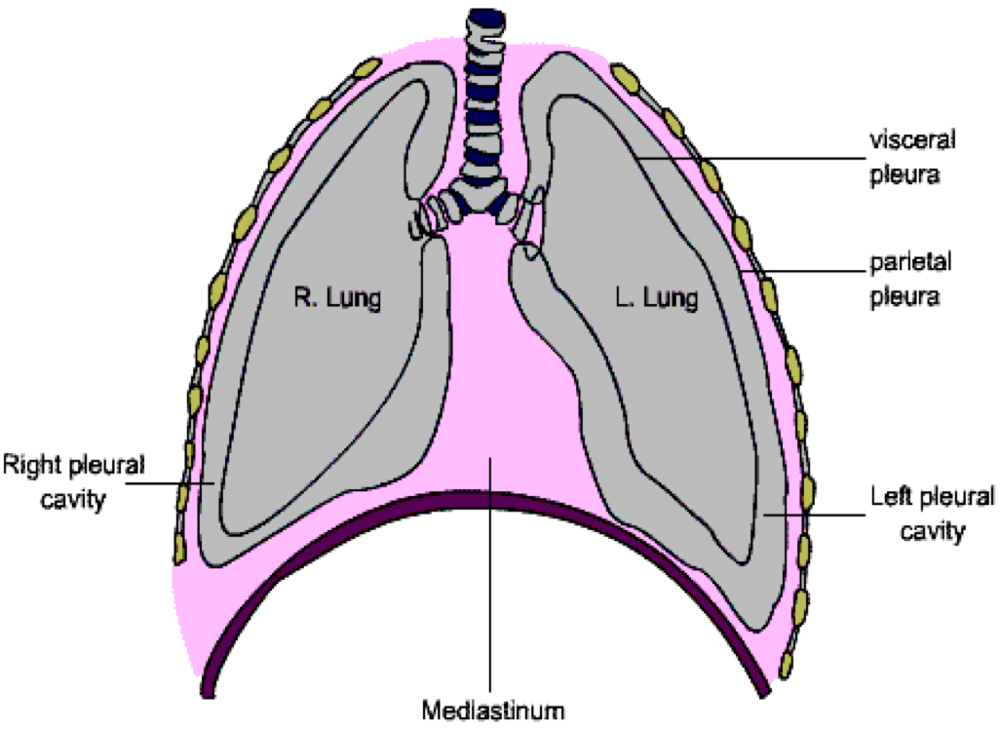 visceral
pleura
parietal
pleura
R. Lung
L. Lung
Right pleural
cavity
Left pleural
cavity
Mediastinum